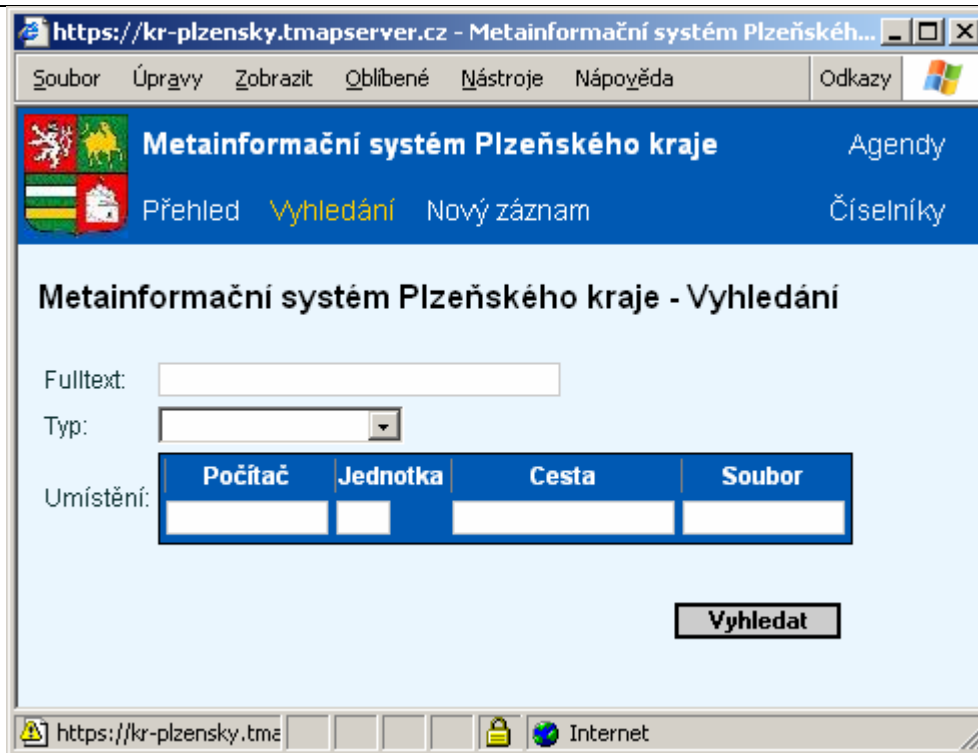 https://kr-plzensky.tmapserver.cz - Metainformační systém Plzeňskéh...
Soubor Úpravy Zobrazit Oblíbené Nástroje Nápověda Odkazy
Metainformační systém Plzeňského kraje Agendy
Přehled Vyhledání Nový záznam Číselníky
Metainformační systém Plzeňského kraje - Vyhledání
Fulltext:
Typ:
Umístění: Počítač Jednotka Cesta Soubor
Vyhledat
https://kr-plzensky.tma Internet